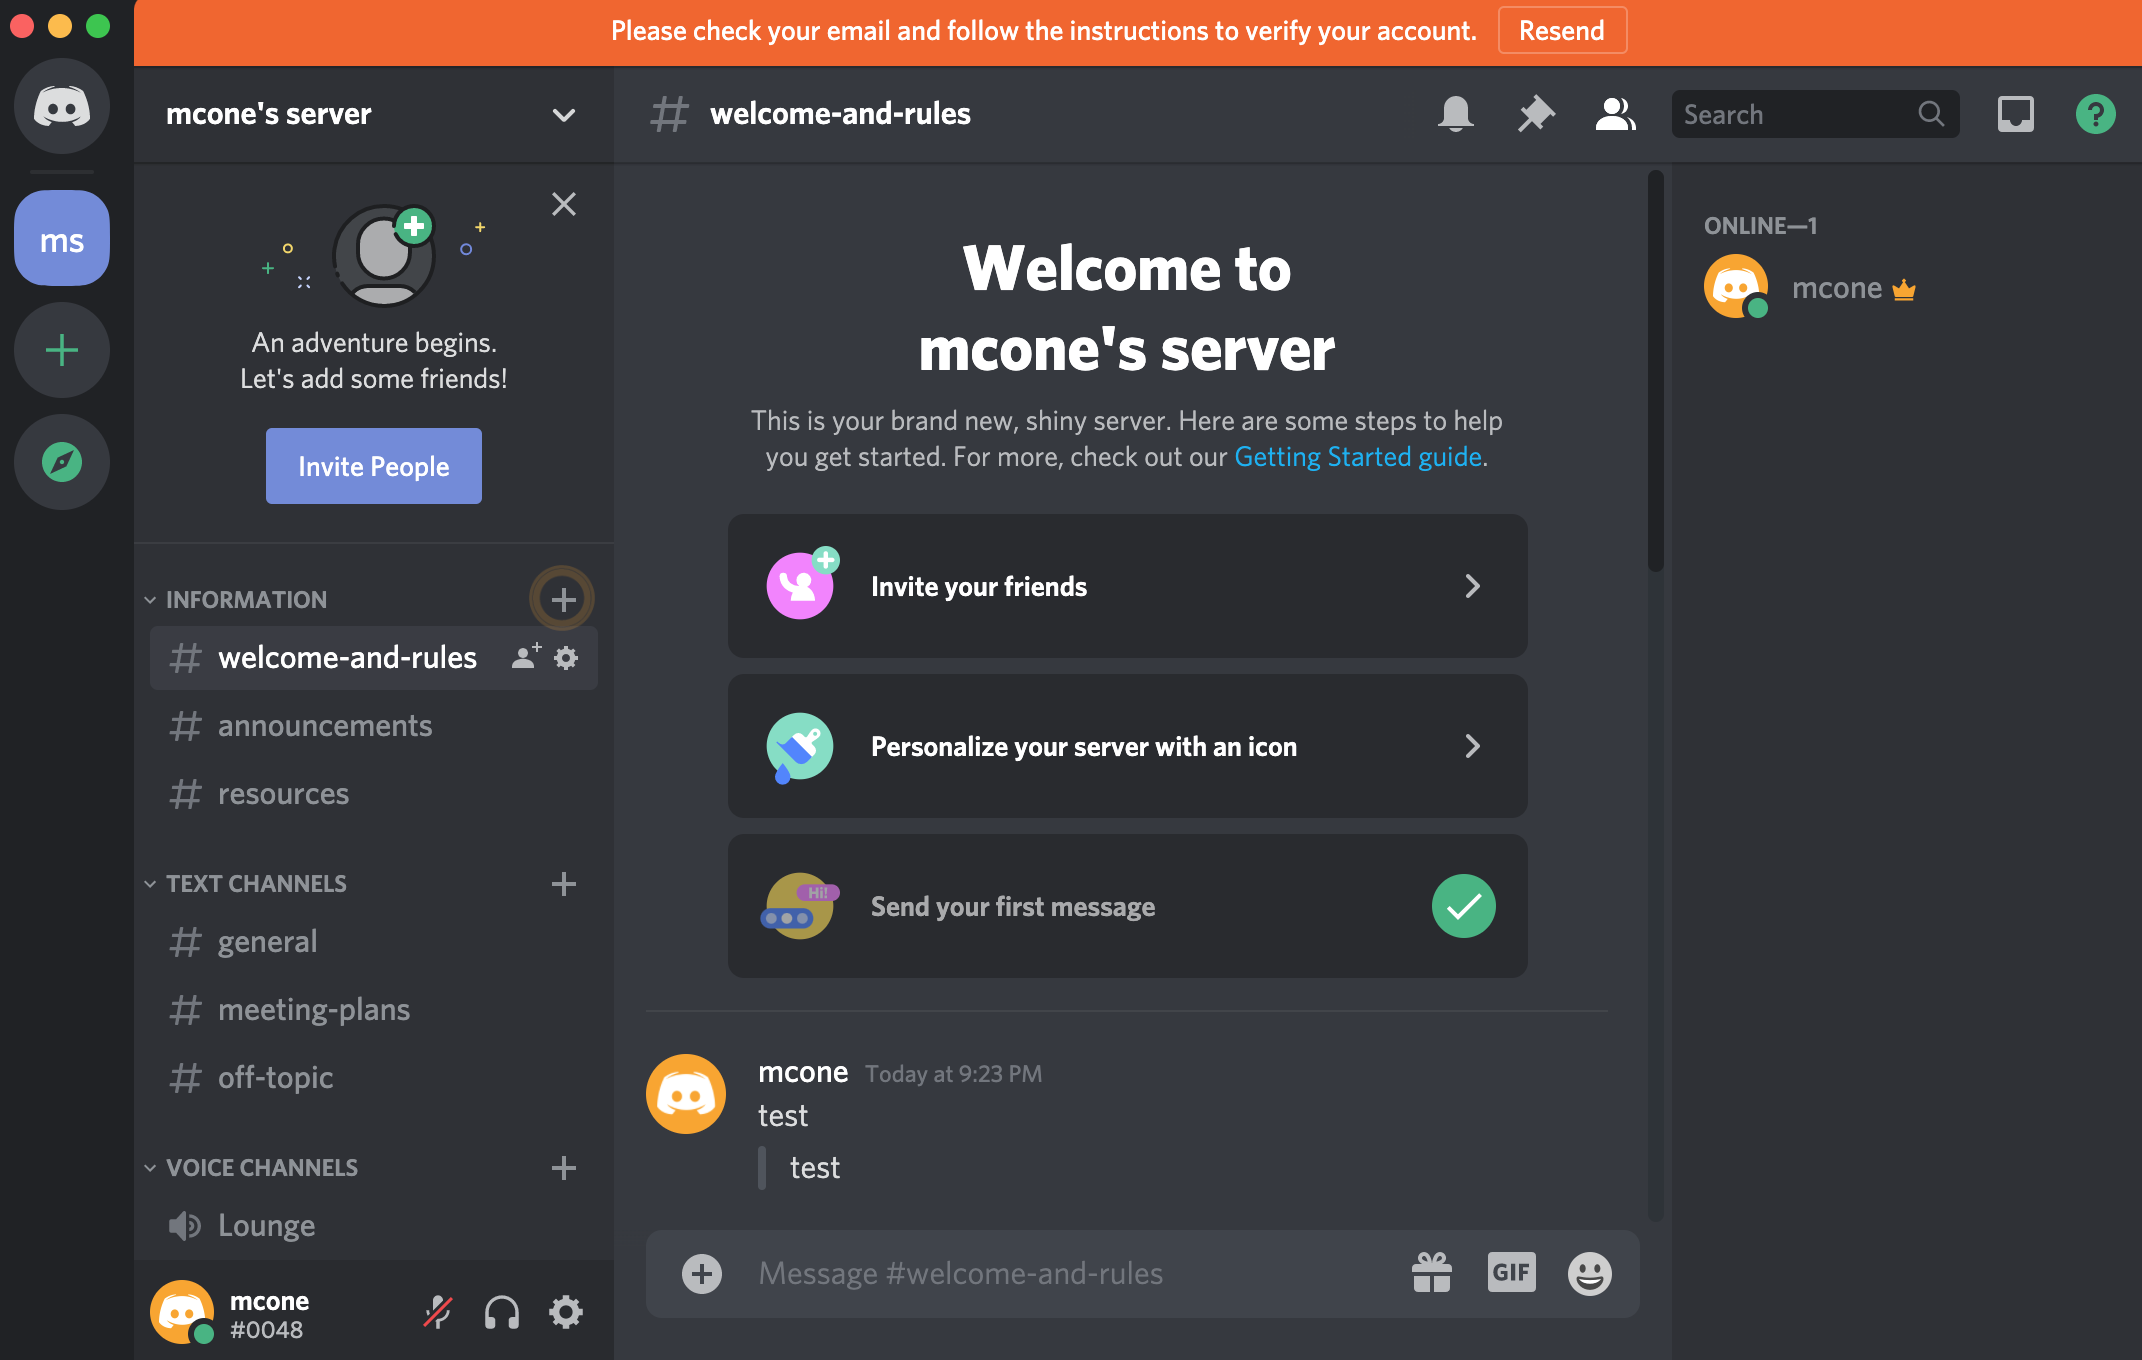 Please check your email and follow the instructions to verify your account.
Resend
mcone's server
welcome-and-rules
Search
ms
An adventure begins.
Let's add some friends!
Invite People
INFORMATION
welcome-and-rules
announcements
resources
TEXT CHANNELS
general
meeting-plans
off-topic
VOICE CHANNELS
Lounge
mcone
#0048
Welcome to
mcone's server
This is your brand new, shiny server. Here are some steps to help
you get started. For more, check out our Getting Started guide.
Invite your friends
Personalize your server with an icon
Hi!
Send your first message
mcone Today at 9:23 PM
test
test
Message #welcome-and-rules
GIF
ONLINE—1
mcone